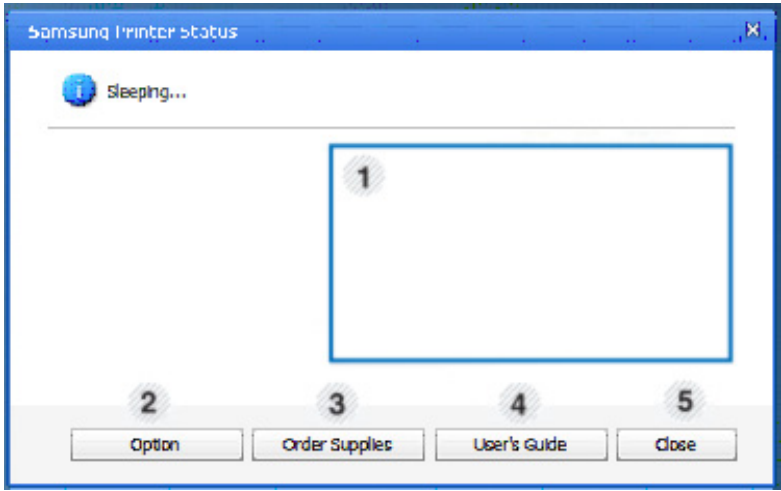 Samsung Printer Status
Sleeping...
1
2 3 4 5
Option Order Supplies User's Guide Close